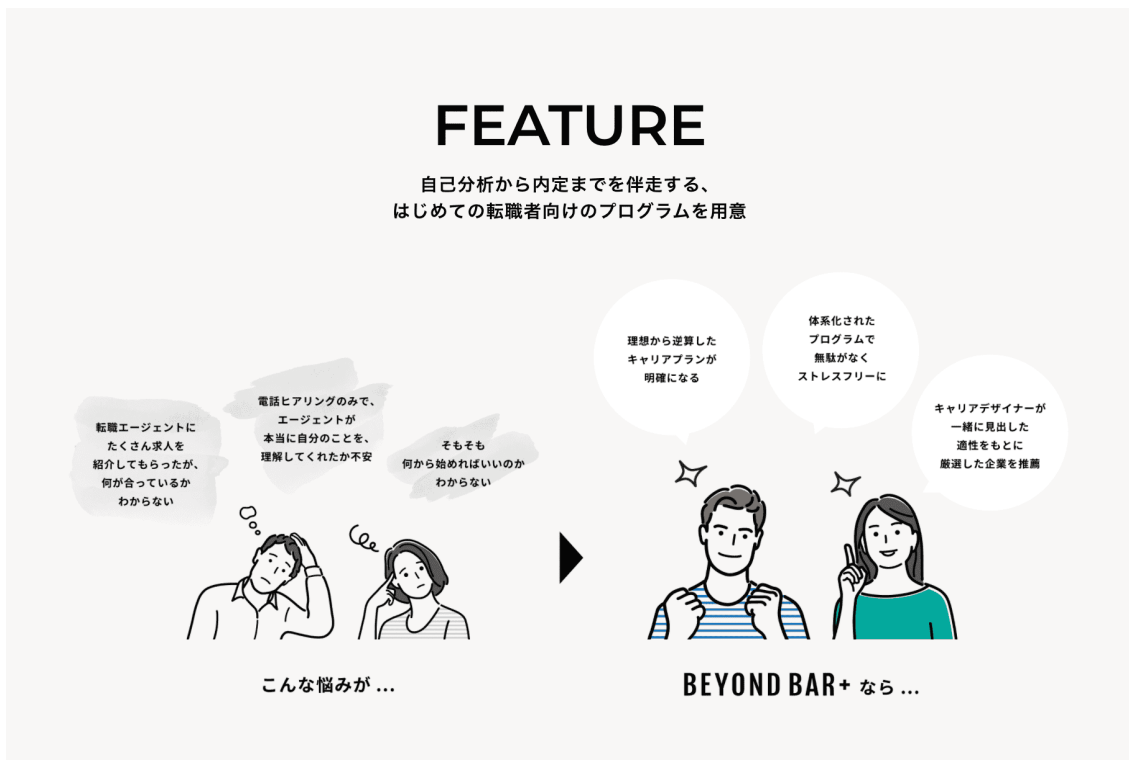 FEATURE
自己分析から内定までを伴走する、
はじめての転職者向けのプログラムを用意
転職エージェントに
たくさん求人を
紹介してもらったが、
何が合っているか
わからない
電話ヒアリングのみで、
エージェントが
本当に自分のことを、
理解してくれたか不安
そもそも
何から始めればいいのか
わからない
こんな悩みが ...
理想から逆算した
キャリアプランが
明確になる
体系化された
プログラムで
無駄がなく
ストレスフリーに
キャリアデザイナーが
一緒に見出した
適性をもとに
厳選した企業を推薦
BEYOND BAR+ なら ...